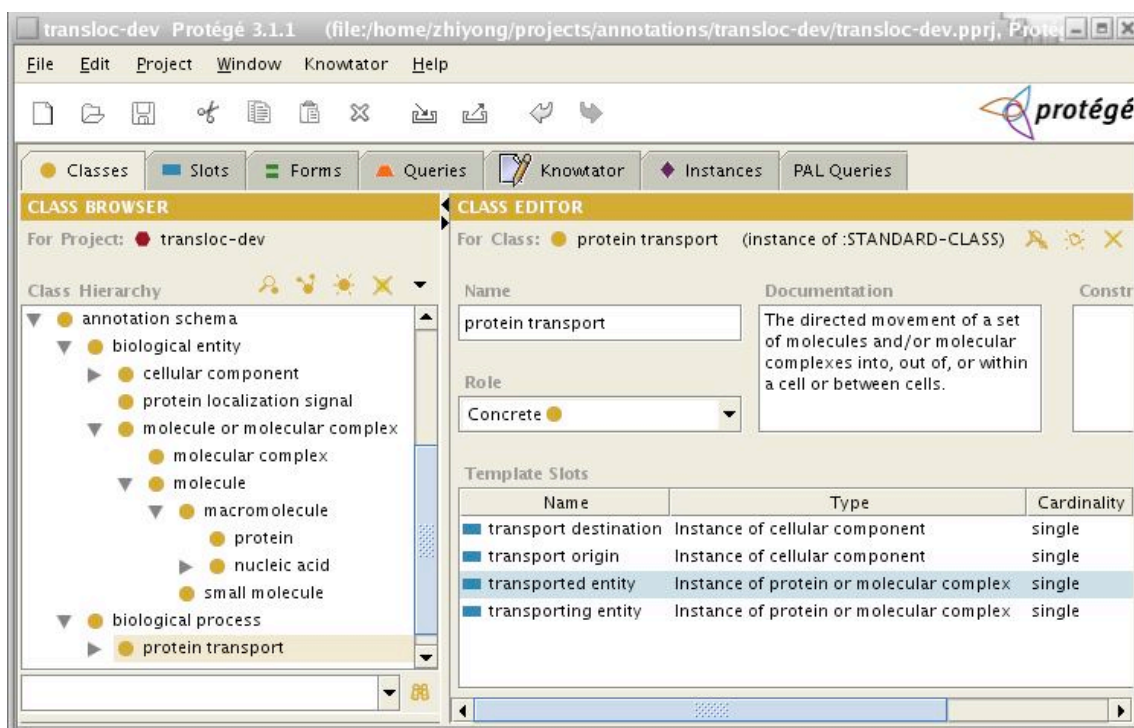 transloc-dev Protégé 3.1.1 (file:/home/zhiyong/projects/annotations/transloc-dev/transloc-dev.pprj,
File Edit Project Window Knowtator Help
protégé
Classes Slots Forms Queries Knowtator Instances PAL Queries
CLASS BROWSER
For Project: transloc-dev
Class Hierarchy
annotation schema
biological entity
cellular component
protein localization signal
molecule or molecular complex
molecular complex
molecule
macromolecule
protein
nucleic acid
small molecule
biological process
protein transport
CLASS EDITOR
For Class: protein transport (instance of :STANDARD-CLASS)
Name
protein transport
Role
Concrete
Documentation
The directed movement of a set
of molecules and/or molecular
complexes into, out of, or within
a cell or between cells.
Constr
Template Slots
Name Type Cardinality
transport destination Instance of cellular component single
transport origin Instance of cellular component single
transported entity Instance of protein or molecular complex single
transporting entity Instance of protein or molecular complex single